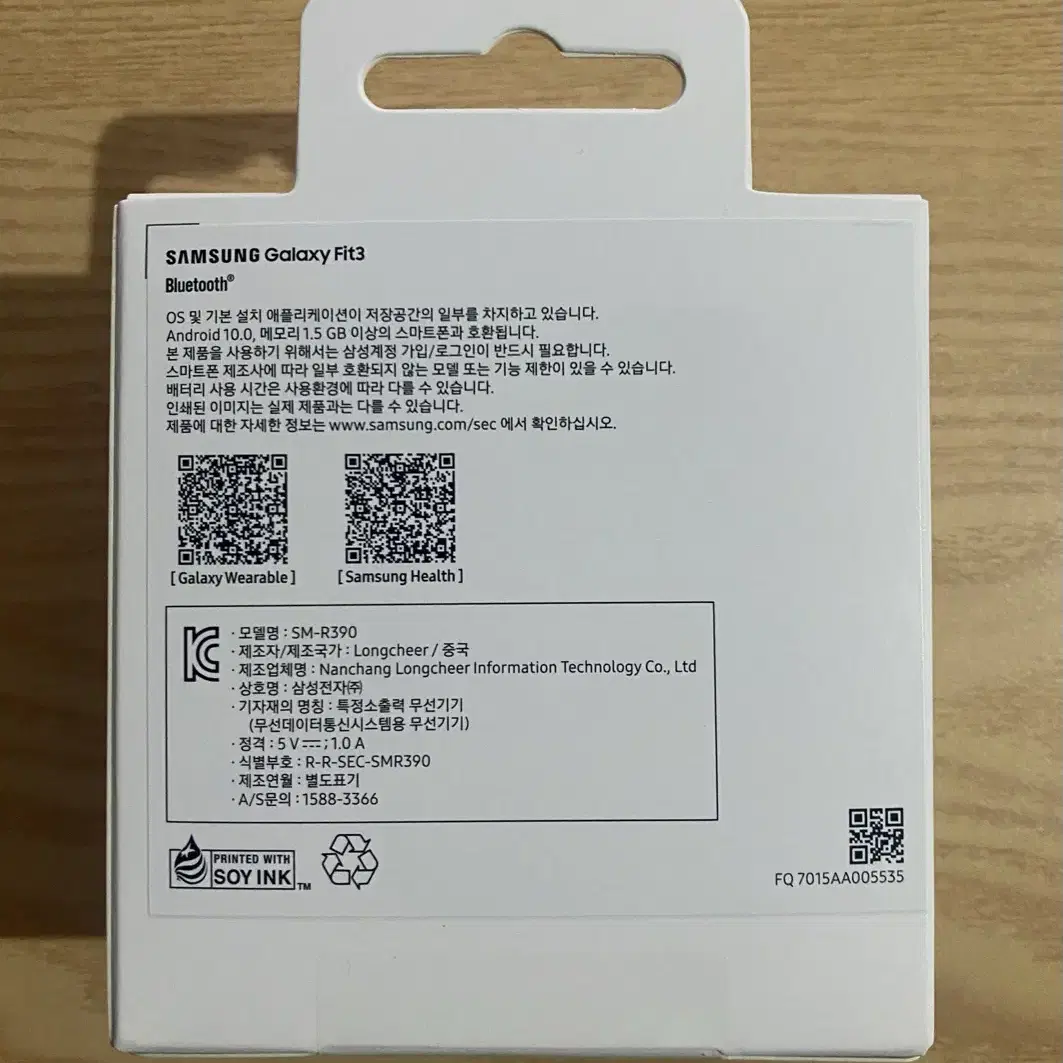 SAMSUNG Galaxy Fit3
Bluetooth®
OS 및 기본 설치 애플리케이션이 저장공간의 일부를 차지하고 있습니다.
Android 10.0, 메모리 1.5 GB 이상의 스마트폰과 호환됩니다.
본 제품을 사용하기 위해서는 삼성계정 가입/로그인이 반드시 필요합니다.
스마트폰 제조사에 따라 일부 호환되지 않는 모델 또는 기능 제한이 있을 수 있습니다.
배터리 사용 시간은 사용환경에 따라 다를 수 있습니다.
인쇄된 이미지는 실제 제품과는 다를 수 있습니다.
제품에 대한 자세한 정보는 www.samsung.com/sec 에서 확인하십시오.
[ Galaxy Wearable ] [ Samsung Health ]
· 모델명 : SM-R390
· 제조자/제조국가 : Longcheer / 중국
· 제조업체명 : Nanchang Longcheer Information Technology Co., Ltd
· 상호명 : 삼성전자㈜
· 기자재의 명칭 : 특정소출력 무선기기
(무선데이터통신시스템용 무선기기)
· 정격 : 5 V ⎓ ; 1.0 A
· 식별부호 : R-R-SEC-SMR390
· 제조연월 : 별도표기
· A/S문의 : 1588-3366
PRINTED WITH
SOY INK™
FQ 7015AA005535